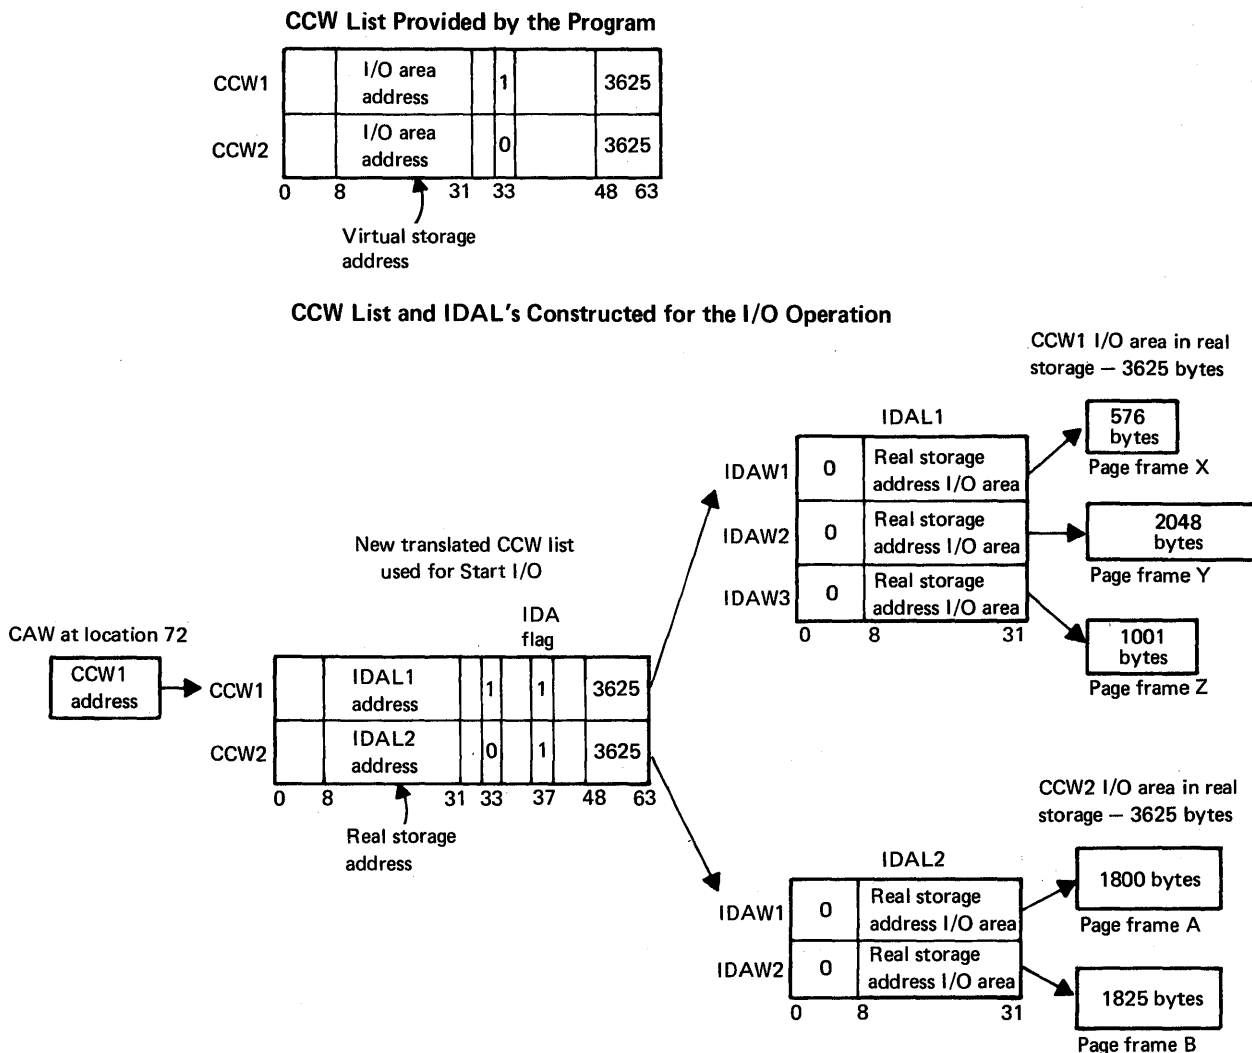 CCW List Provided by the Program
CCW1
I/O area
address
1
3625
CCW2
I/O area
address
0
3625
0 8 31 33 48 63
Virtual storage
address
CCW List and IDAL's Constructed for the I/O Operation
CCW1 I/O area in real
storage — 3625 bytes
IDAL1
IDAW1
0
Real storage
address I/O area
576
bytes
Page frame X
IDAW2
0
Real storage
address I/O area
2048
bytes
Page frame Y
IDAW3
0
Real storage
address I/O area
1001
bytes
Page frame Z
0 8 31
New translated CCW list
used for Start I/O
IDA
flag
CAW at location 72
CCW1
address
CCW1
IDAL1
address
1
1
3625
CCW2
IDAL2
address
0
1
3625
0 8 31 33 37 48 63
Real storage
address
CCW2 I/O area in real
storage — 3625 bytes
IDAL2
IDAW1
0
Real storage
address I/O area
1800 bytes
Page frame A
IDAW2
0
Real storage
address I/O area
1825 bytes
Page frame B
0 8 31